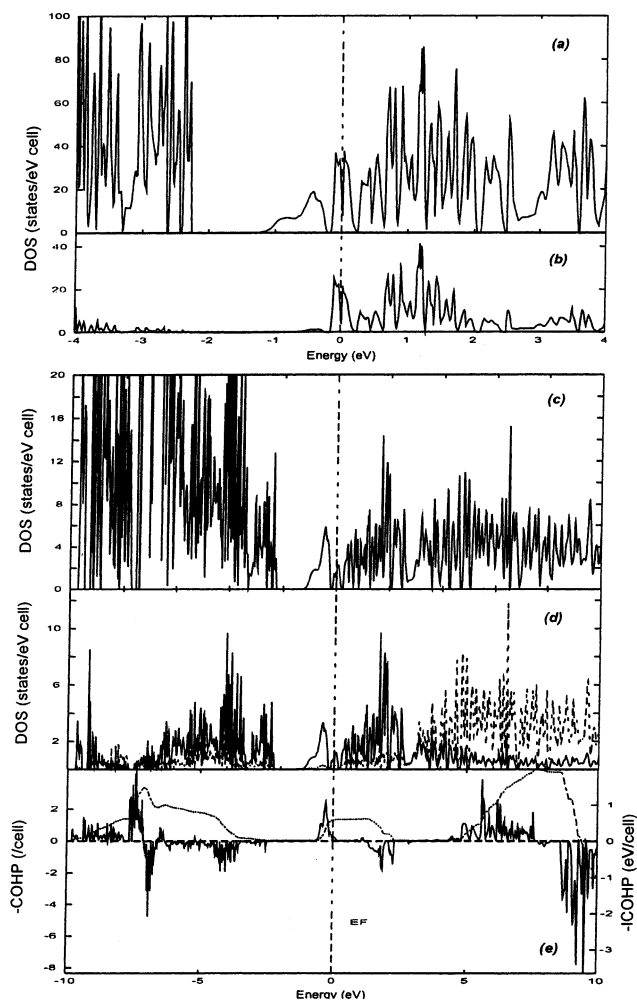 100
80
60
40
20
0
DOS (states/eV cell)
(a)
40
20
0
(b)
-4 -3 -2 -1 0 1 2 3 4
Energy (eV)
20
16
12
8
4
0
DOS (states/eV cell)
(c)
10
6
2
DOS (states/eV cell)
(d)
2
0
-2
-4
-6
-8
-COHP (/cell)
1
0
-1
-2
-3
-ICOHP (eV/cell)
EF
(e)
-10 -5 0 5 10
Energy (eV)